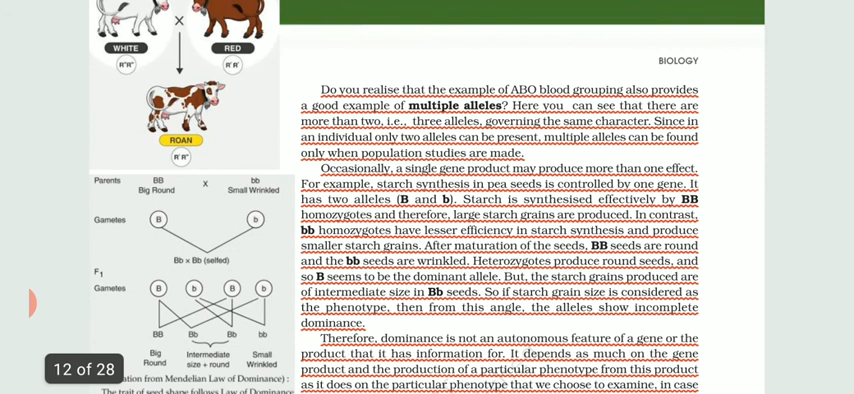 WHITE
X
RED
RᵂRᵂ
RʳRʳ
ROAN
Parents BB X bb
Big Round Small Wrinkled
Gametes B b
Bb x Bb (selfed)
F1
Gametes B b B b
BB Bb Bb bb
Big Intermediate Small
Round size + round Wrinkled
ation from Mendelian Law of Dominance) :
The trait of seed shape follows Law of Dominance
12 of 28
BIOLOGY
Do you realise that the example of ABO blood grouping also provides
a good example of multiple alleles? Here you can see that there are
more than two, i.e., three alleles, governing the same character. Since in
an individual only two alleles can be present, multiple alleles can be found
only when population studies are made.
Occasionally, a single gene product may produce more than one effect.
For example, starch synthesis in pea seeds is controlled by one gene. It
has two alleles (B and b). Starch is synthesised effectively by BB
homozygotes and therefore, large starch grains are produced. In contrast,
bb homozygotes have lesser efficiency in starch synthesis and produce
smaller starch grains. After maturation of the seeds, BB seeds are round
and the bb seeds are wrinkled. Heterozygotes produce round seeds, and
so B seems to be the dominant allele. But, the starch grains produced are
of intermediate size in Bb seeds. So if starch grain size is considered as
the phenotype, then from this angle, the alleles show incomplete
dominance.
Therefore, dominance is not an autonomous feature of a gene or the
product that it has information for. It depends as much on the gene
product and the production of a particular phenotype from this product
as it does on the particular phenotype that we choose to examine, in case